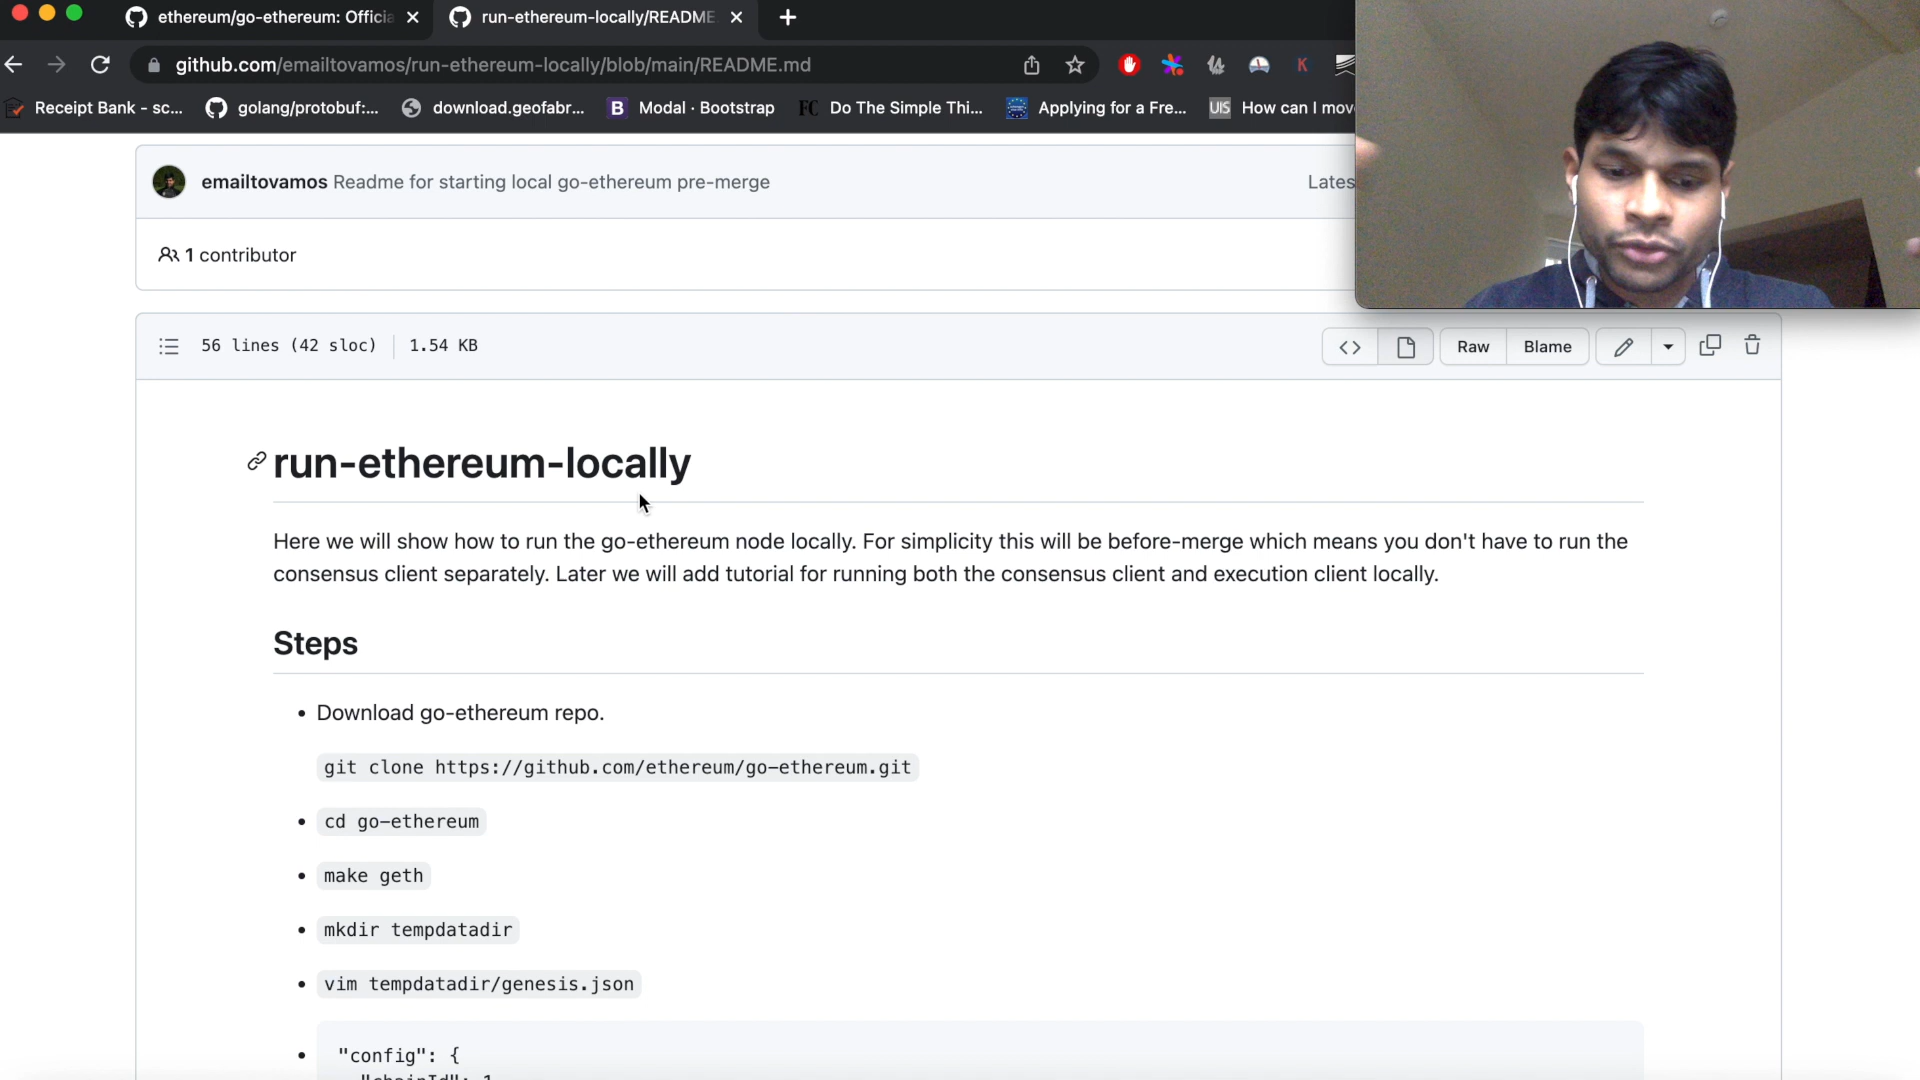 ethereum/go-ethereum: Officia
run-ethereum-locally/README
github.com/emailtovamos/run-ethereum-locally/blob/main/README.md
Receipt Bank - sc...
golang/protobuf:...
download.geofabr...
B Modal · Bootstrap
FC Do The Simple Thi...
Applying for a Fre...
UIS How can I mov
K
emailtovamos Readme for starting local go-ethereum pre-merge
Lates
1 contributor
56 lines (42 sloc) 1.54 KB
Raw
Blame
run-ethereum-locally
Here we will show how to run the go-ethereum node locally. For simplicity this will be before-merge which means you don't have to run the
consensus client separately. Later we will add tutorial for running both the consensus client and execution client locally.
Steps
• Download go-ethereum repo.
git clone https://github.com/ethereum/go-ethereum.git
• cd go-ethereum
• make geth
• mkdir tempdatadir
• vim tempdatadir/genesis.json
• "config": {
"chainId": 1